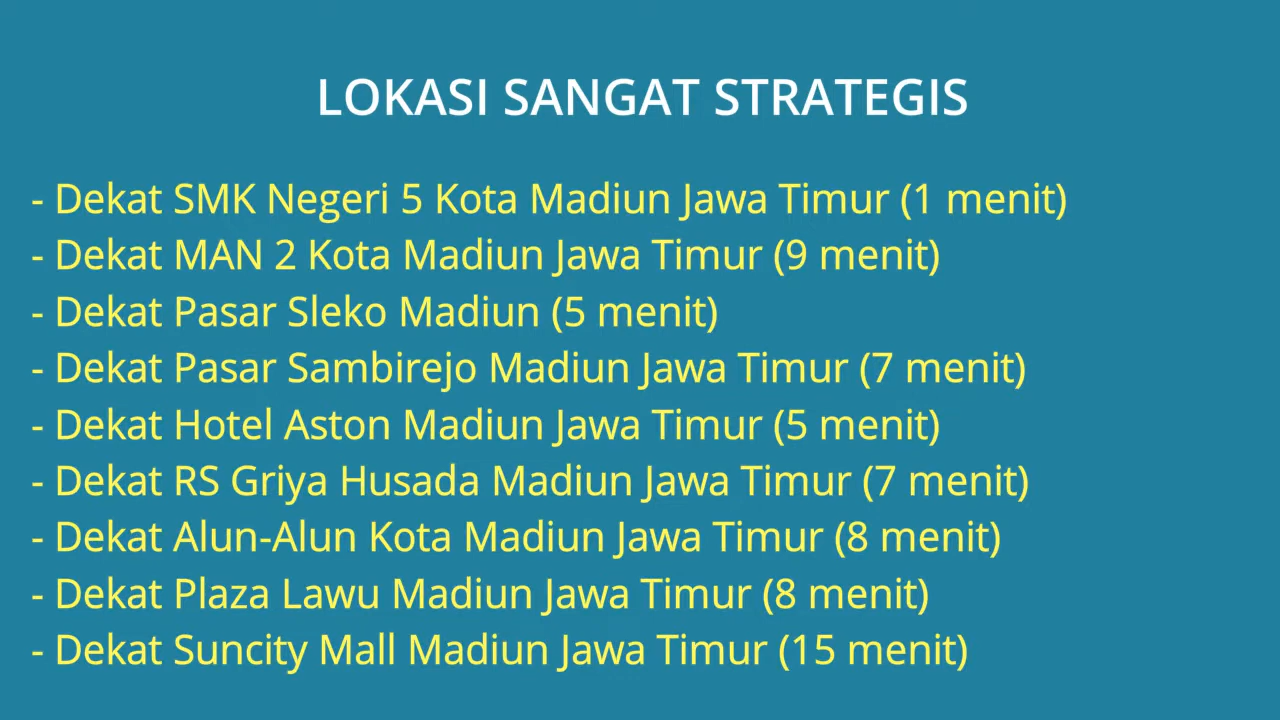 LOKASI SANGAT STRATEGIS
- Dekat SMK Negeri 5 Kota Madiun Jawa Timur (1 menit)
- Dekat MAN 2 Kota Madiun Jawa Timur (9 menit)
- Dekat Pasar Sleko Madiun (5 menit)
- Dekat Pasar Sambirejo Madiun Jawa Timur (7 menit)
- Dekat Hotel Aston Madiun Jawa Timur (5 menit)
- Dekat RS Griya Husada Madiun Jawa Timur (7 menit)
- Dekat Alun-Alun Kota Madiun Jawa Timur (8 menit)
- Dekat Plaza Lawu Madiun Jawa Timur (8 menit)
- Dekat Suncity Mall Madiun Jawa Timur (15 menit)